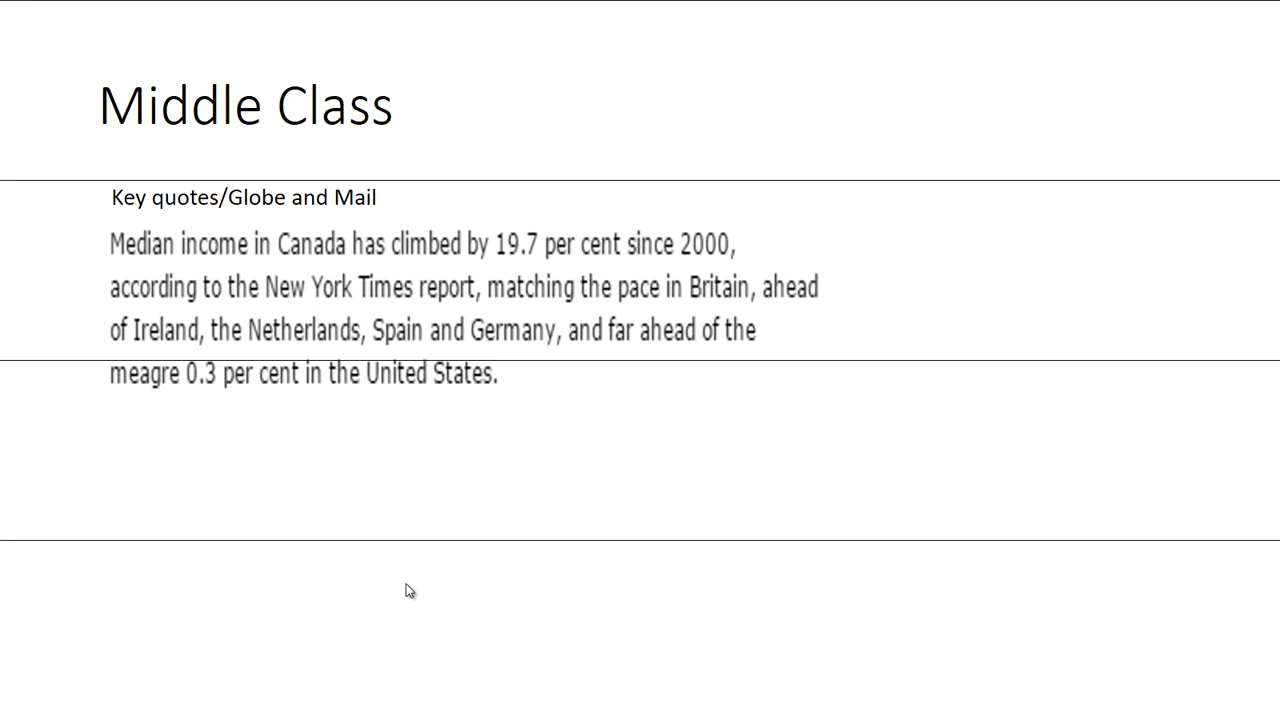 Middle Class
Key quotes/Globe and Mail
Median income in Canada has climbed by 19.7 per cent since 2000,
according to the New York Times report, matching the pace in Britain, ahead
of Ireland, the Netherlands, Spain and Germany, and far ahead of the
meagre 0.3 per cent in the United States.